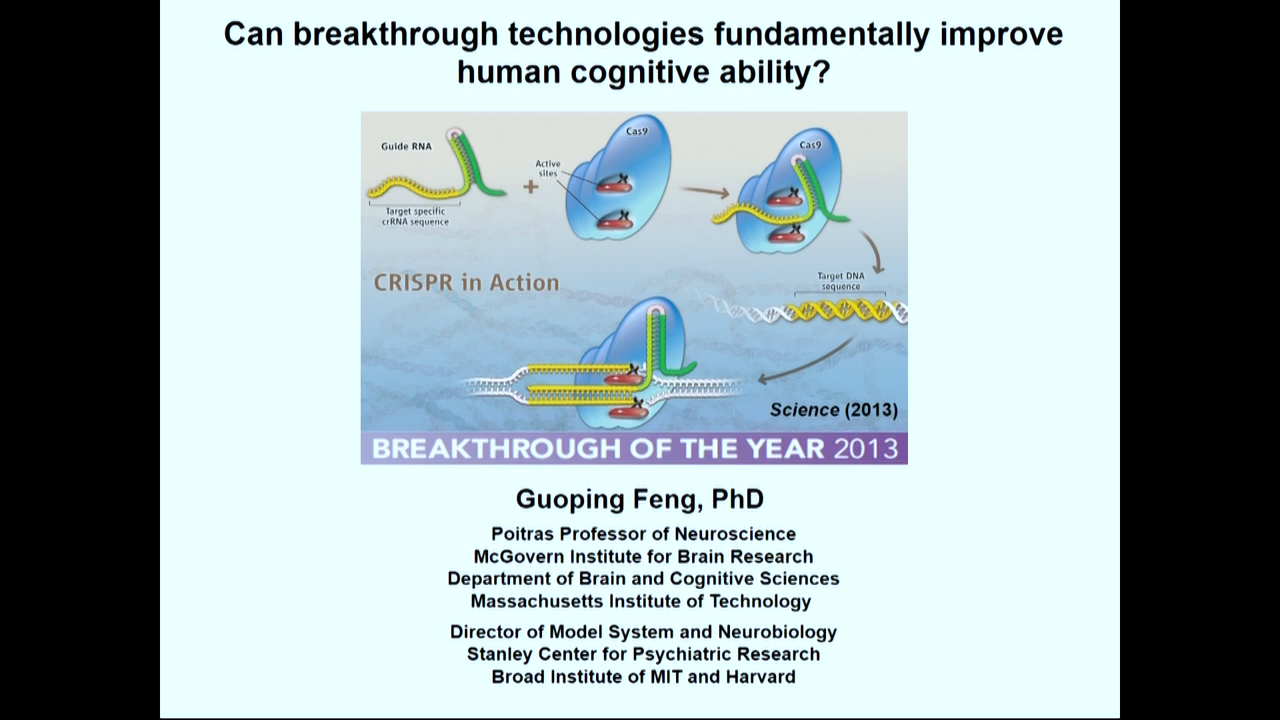 Can breakthrough technologies fundamentally improve
human cognitive ability?
Guide RNA
Target specific
crRNA sequence
+
Active
sites
Cas9
Cas9
CRISPR in Action
Target DNA
sequence
Science (2013)
BREAKTHROUGH OF THE YEAR 2013
Guoping Feng, PhD
Poitras Professor of Neuroscience
McGovern Institute for Brain Research
Department of Brain and Cognitive Sciences
Massachusetts Institute of Technology
Director of Model System and Neurobiology
Stanley Center for Psychiatric Research
Broad Institute of MIT and Harvard